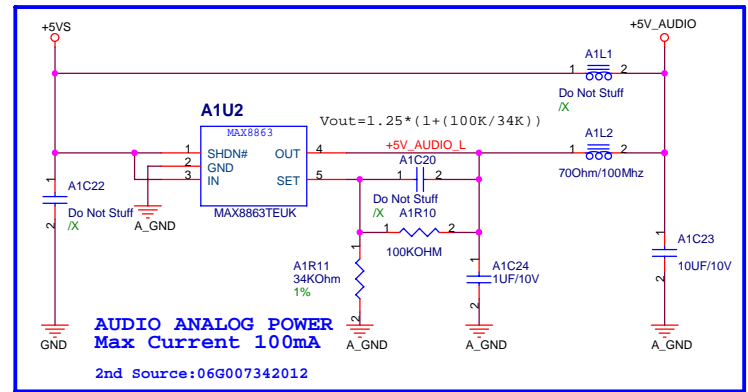 +5VS
+5V_AUDIO
A1L1
1 2
Do Not Stuff
/X
A1U2
Vout=1.25*(1+(100K/34K))
MAX8863
+5V_AUDIO_L
A1L2
1 2
70Ohm/100Mhz
1 SHDN# OUT 4
2 GND
3 IN SET 5
MAX8863TEUK
A1C20
1 2
Do Not Stuff
/X
A1R10
1 2
100KOHM
1
A1C22
Do Not Stuff
/X
2
A_GND
1
A1R11
34KOhm
1%
2
1
A1C24
1UF/10V
2
1
A1C23
10UF/10V
2
GND
A_GND
A_GND
A_GND
AUDIO ANALOG POWER
Max Current 100mA
2nd Source:06G007342012